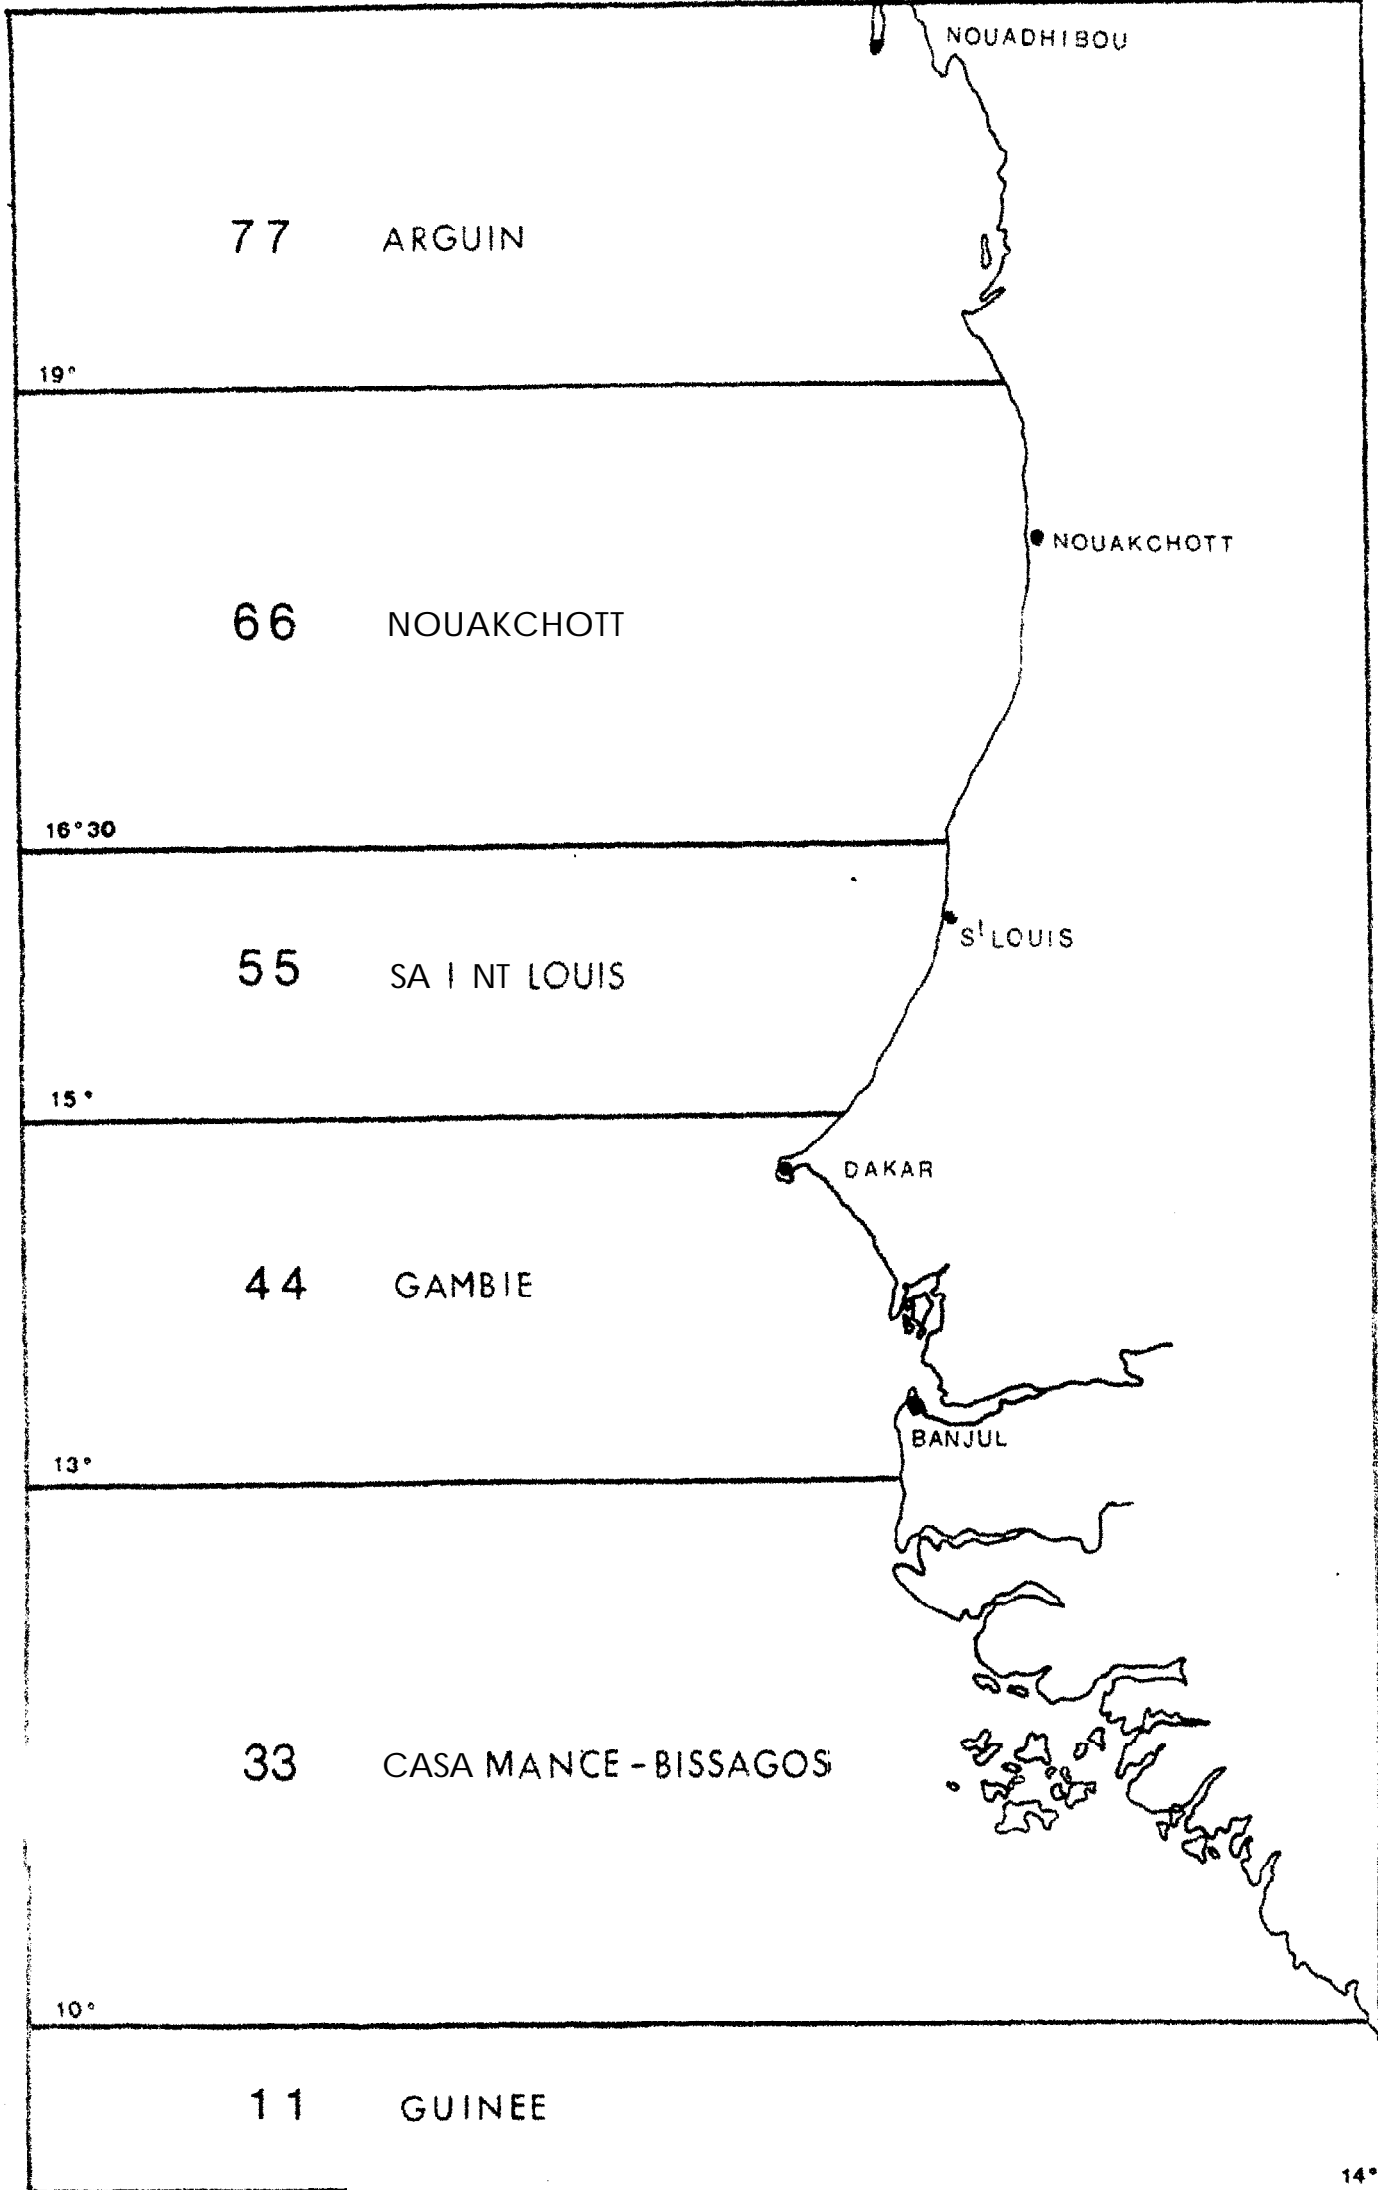 NOUADHIBOU
77 ARGUIN
19°
NOUAKCHOTT
66 NOUAKCHOTT
16°30
St LOUIS
55 SAINT LOUIS
15°
DAKAR
44 GAMBIE
BANJUL
13°
33 CASAMANCE-BISSAGOS
10°
11 GUINEE
14°